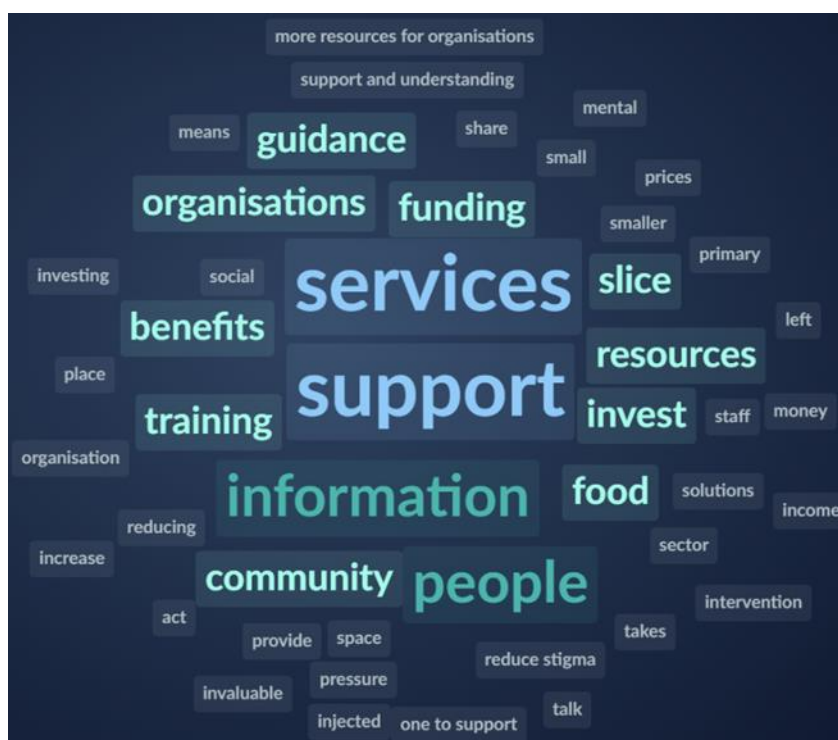 more resources for organisations
support and understanding
mental
means
guidance
share
small
prices
organisations
funding
smaller
primary
investing
social
services
slice
benefits
left
resources
place
support
training
invest
staff
money
organisation
information
food
solutions
income
reducing
sector
increase
community
people
intervention
act
provide
space
takes
reduce stigma
pressure
invaluable
talk
injected
one to support